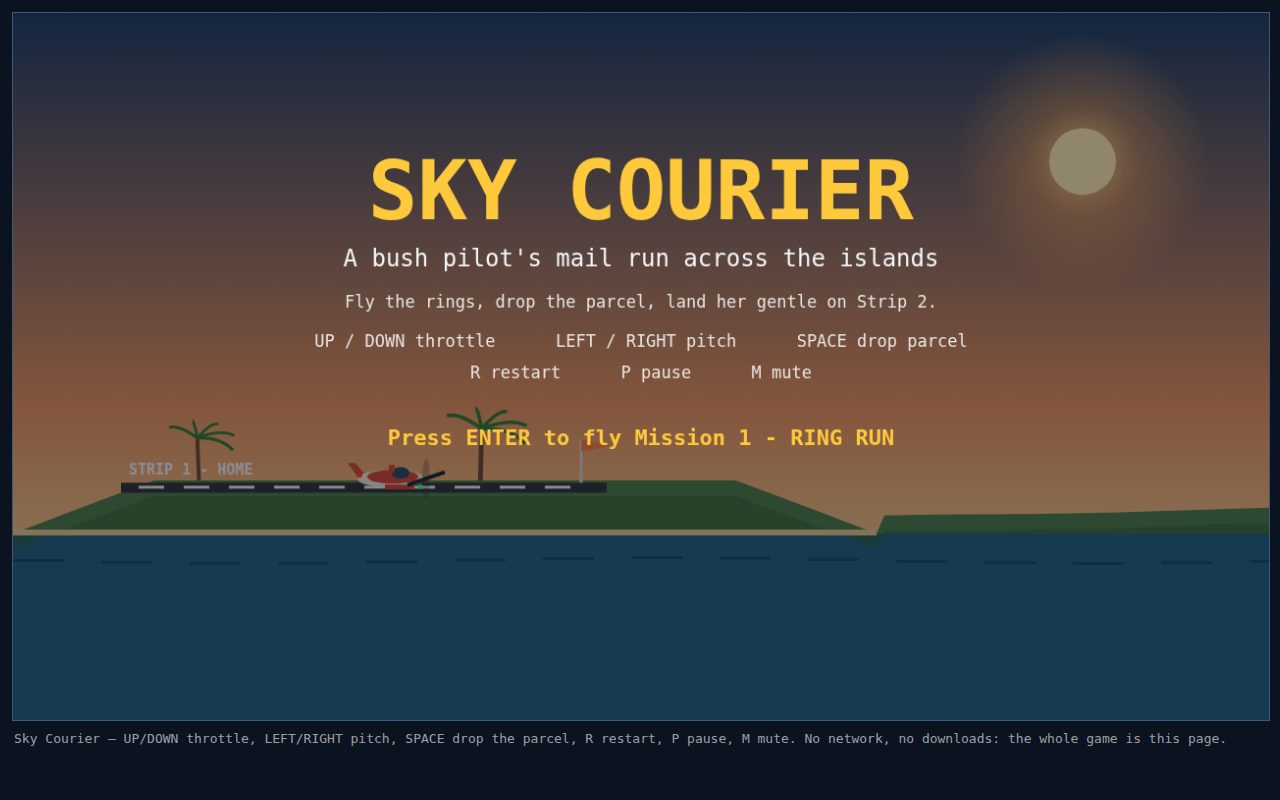 SKY COURIER
A bush pilot's mail run across the islands
Fly the rings, drop the parcel, land her gentle on Strip 2.
UP / DOWN throttle LEFT / RIGHT pitch SPACE drop parcel
R restart P pause M mute
Press ENTER to fly Mission 1 - RING RUN
STRIP 1 - HOME
Sky Courier — UP/DOWN throttle, LEFT/RIGHT pitch, SPACE drop the parcel, R restart, P pause, M mute. No network, no downloads: the whole game is this page.